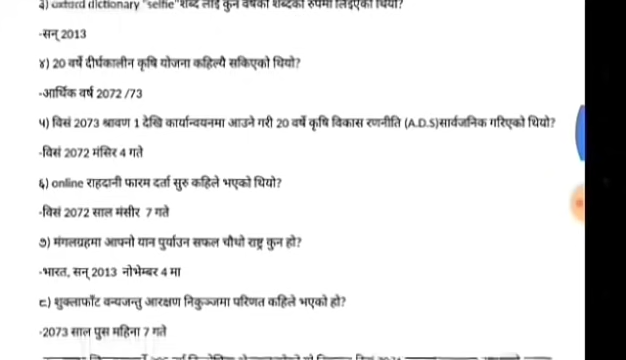 ३) oxford dictionary "selfie"शब्द लाई कुन वर्षको शब्दको रुपमा लिइएको थियो?
-सन् 2013
४) 20 वर्षे दीर्घकालीन कृषि योजना कहिल्यै सकिएको थियो?
-आर्थिक वर्ष 2072 /73
५) विसं 2073 श्रावण 1 देखि कार्यान्वयनमा आउने गरी 20 वर्षे कृषि विकास रणनीति (A.D.S)सार्वजनिक गरिएको थियो?
-विसं 2072 मंसिर 4 गते
६) online राहदानी फारम दर्ता सुरु कहिले भएको थियो?
-विसं 2072 साल मंसीर 7 गते
७) मंगलग्रहमा आफ्नो यान पुर्याउन सफल चौथो राष्ट्र कुन हो?
-भारत, सन् 2013 नोभेम्बर 4 मा
८) शुक्लाफाँट वन्यजन्तु आरक्षण निकुञ्जमा परिणत कहिले भएको हो?
-2073 साल पुस महिना 7 गते